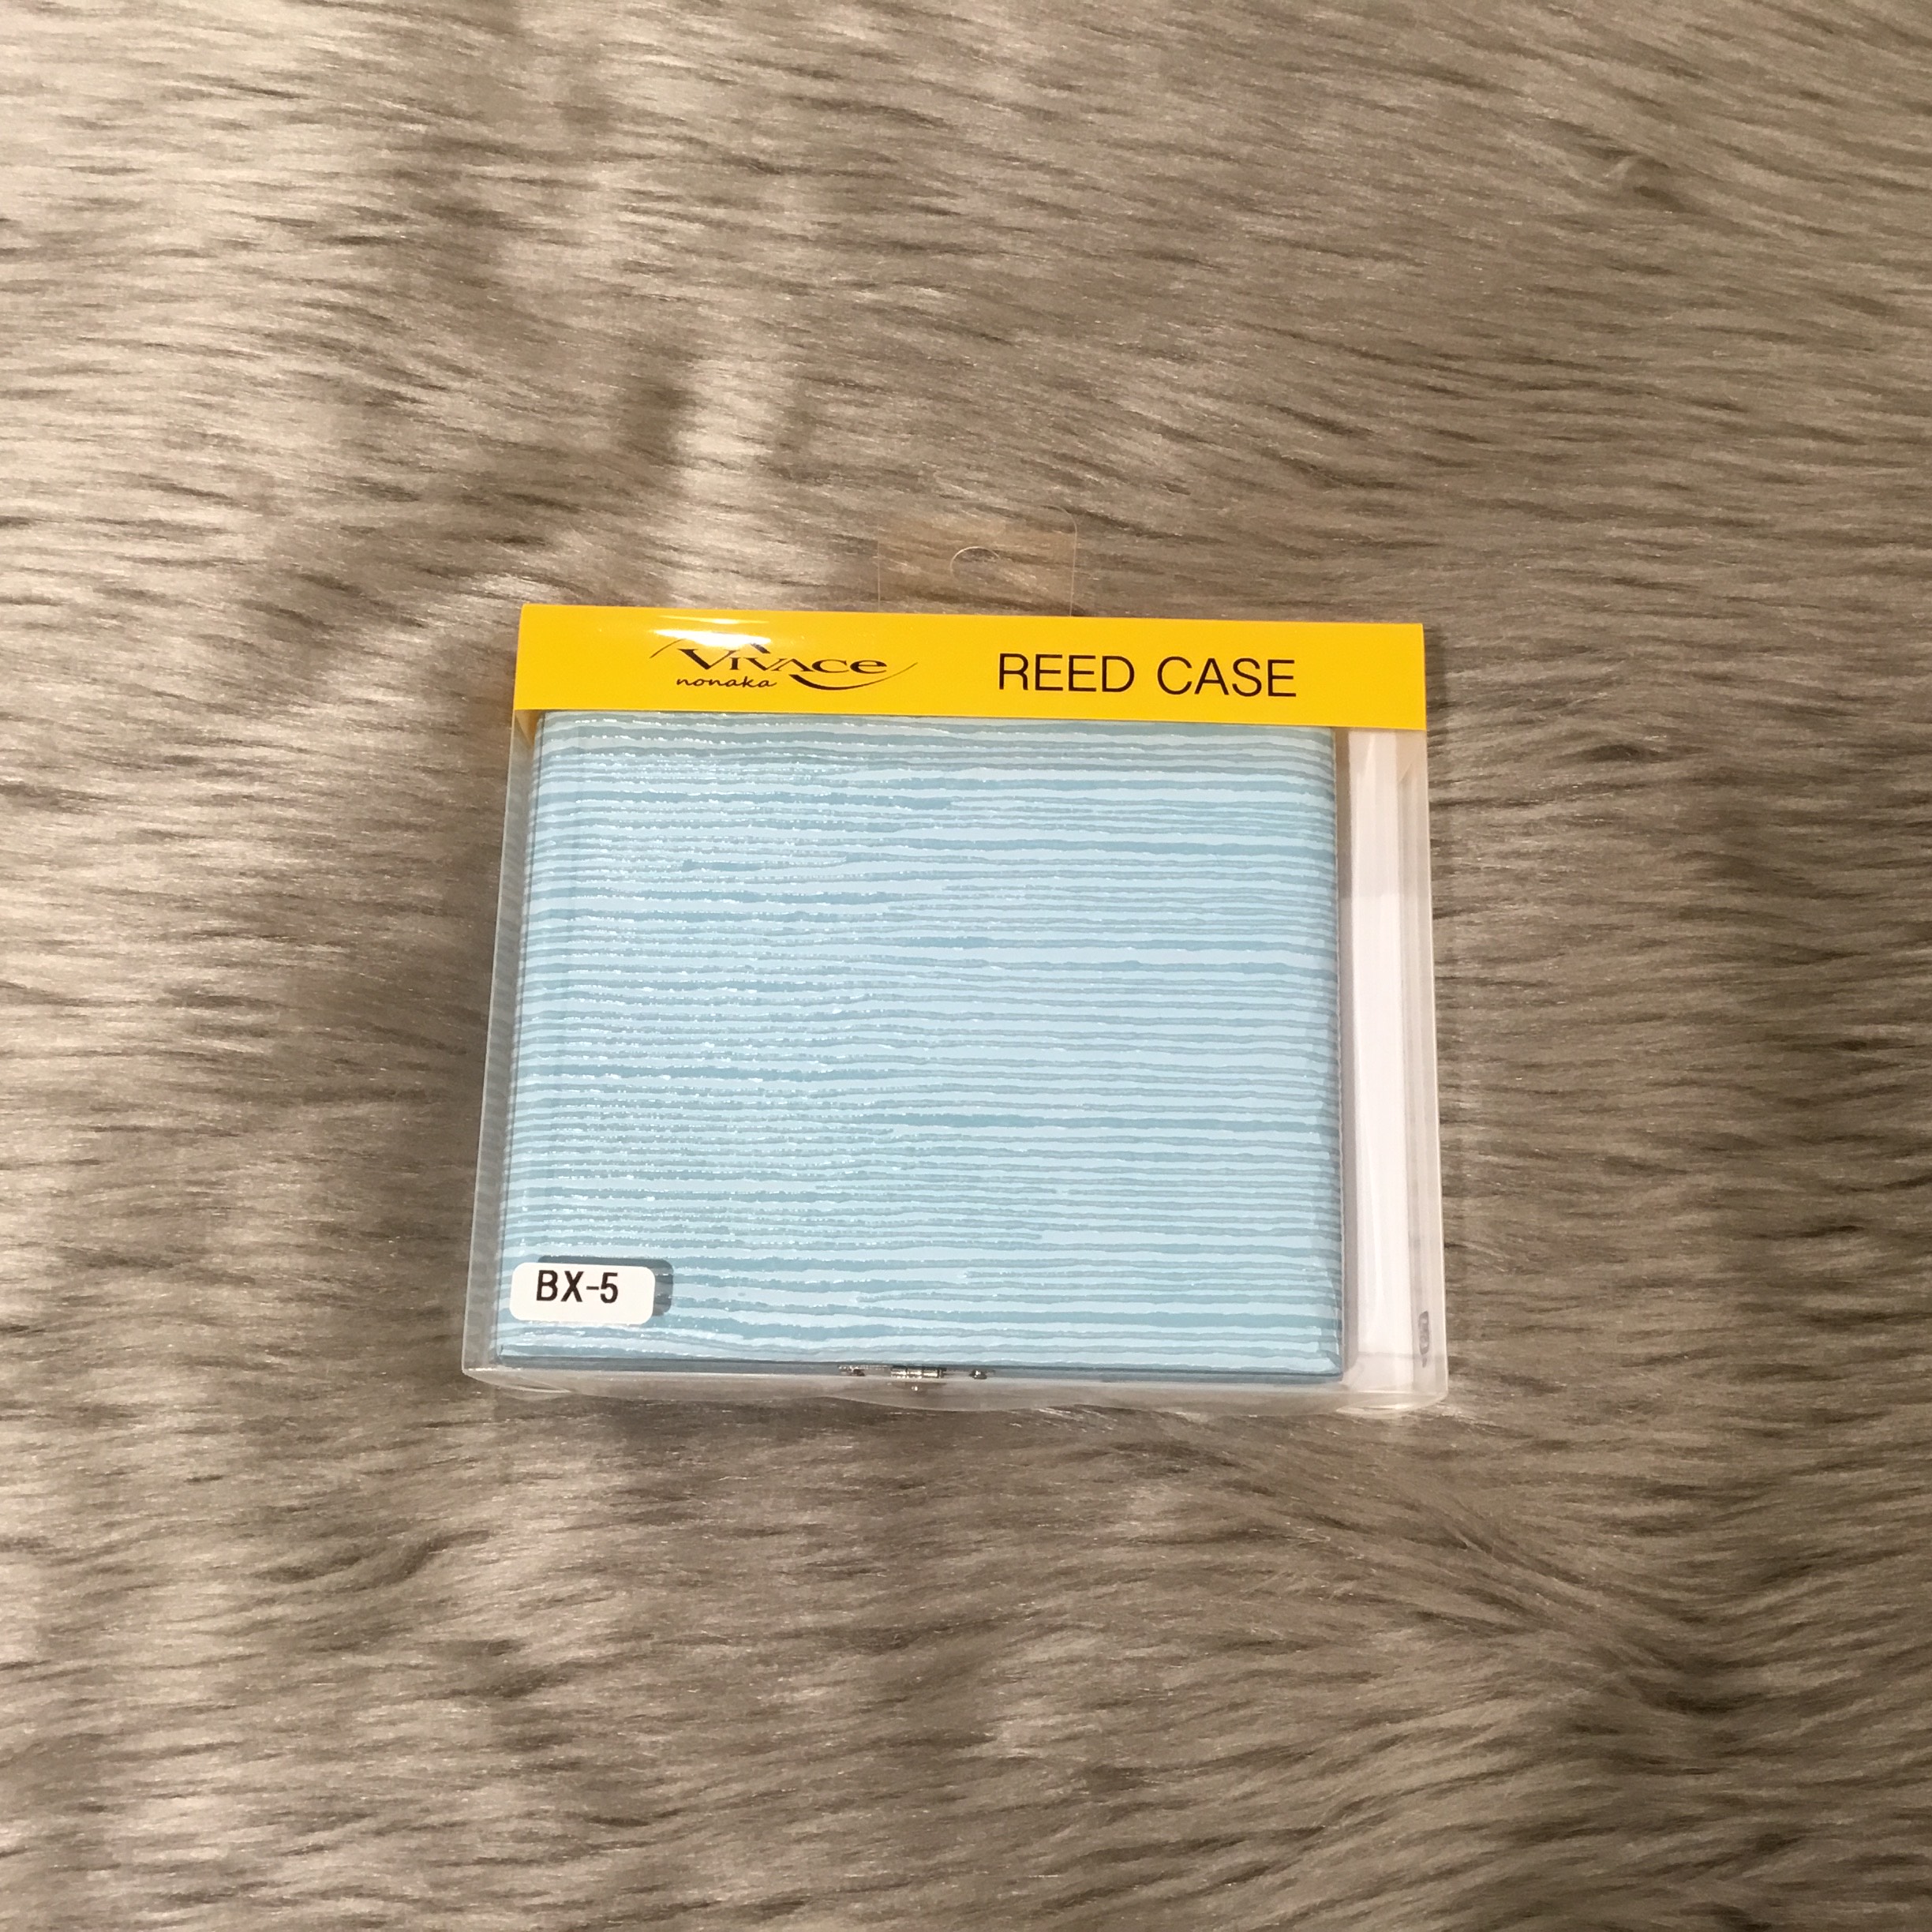 Vivace
nonaka
REED CASE
BX-5